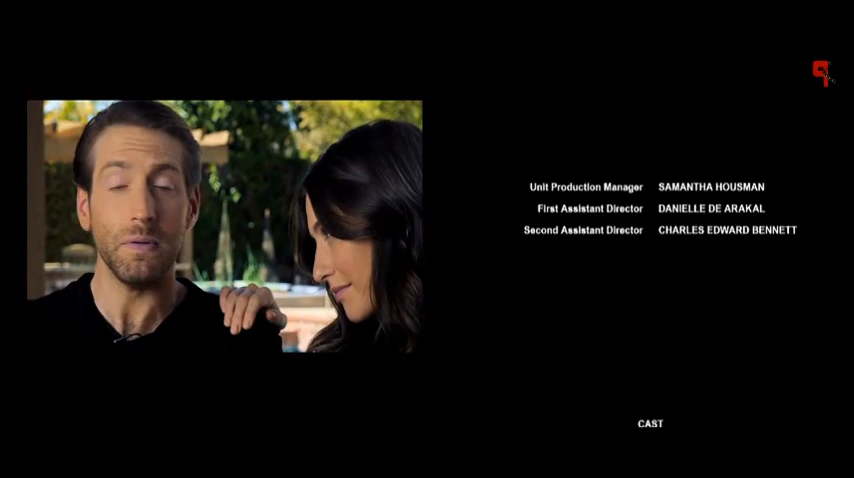 Unit Production Manager SAMANTHA HOUSMAN
First Assistant Director DANIELLE DE ARAKAL
Second Assistant Director CHARLES EDWARD BENNETT
CAST